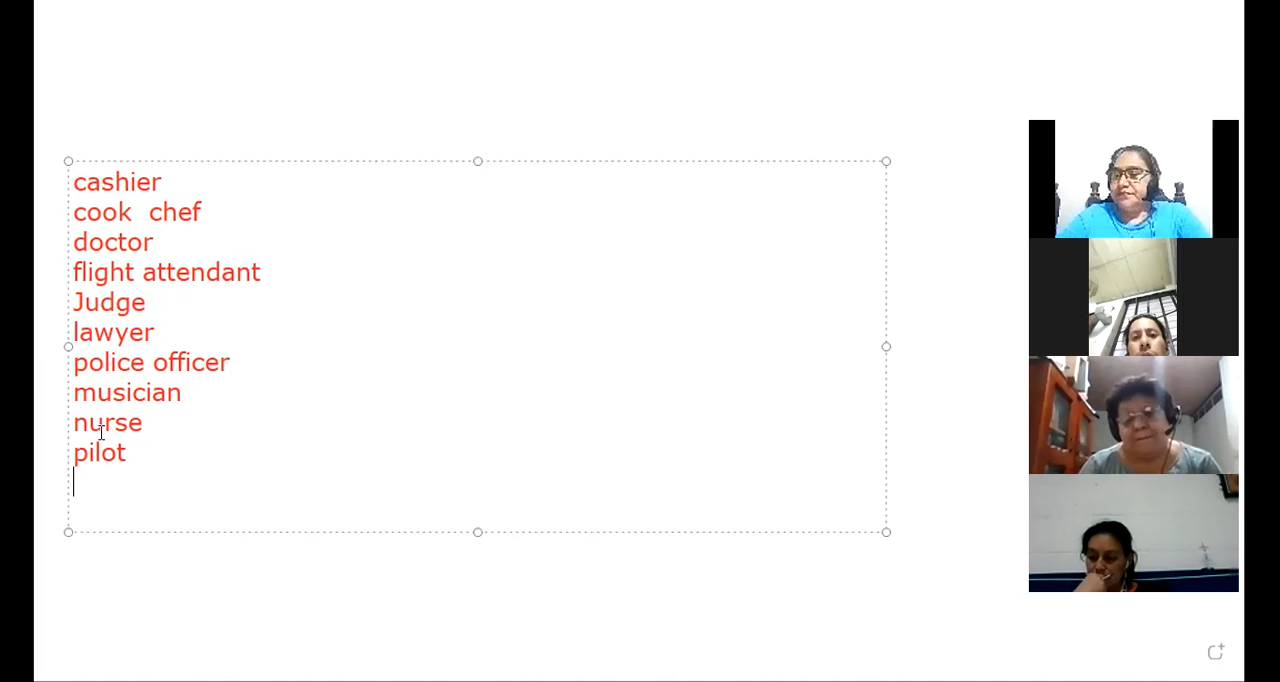 cashier
cook  chef
doctor
flight attendant
Judge
lawyer
police officer
musician
nurse
pilot